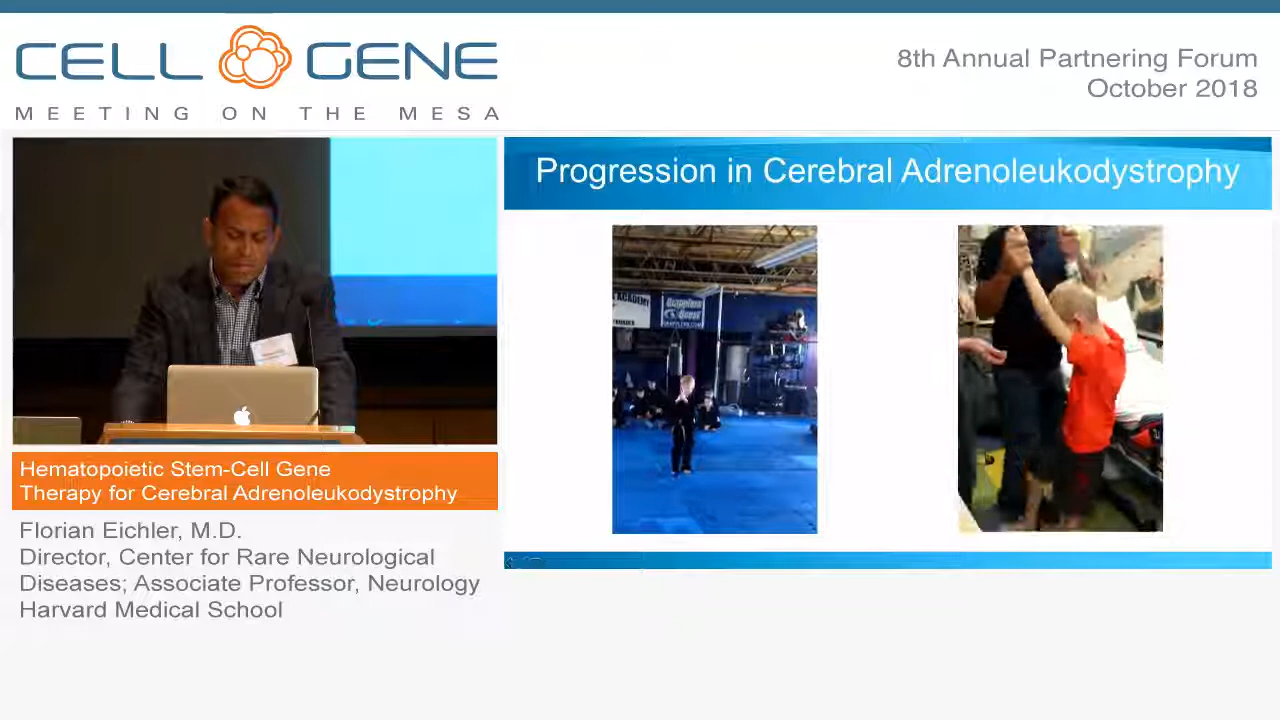 CELL GENE
MEETING ON THE MESA
8th Annual Partnering Forum
October 2018
Progression in Cerebral Adrenoleukodystrophy
ACADEMY
Hematopoietic Stem-Cell Gene
Therapy for Cerebral Adrenoleukodystrophy
Florian Eichler, M.D.
Director, Center for Rare Neurological
Diseases; Associate Professor, Neurology
Harvard Medical School